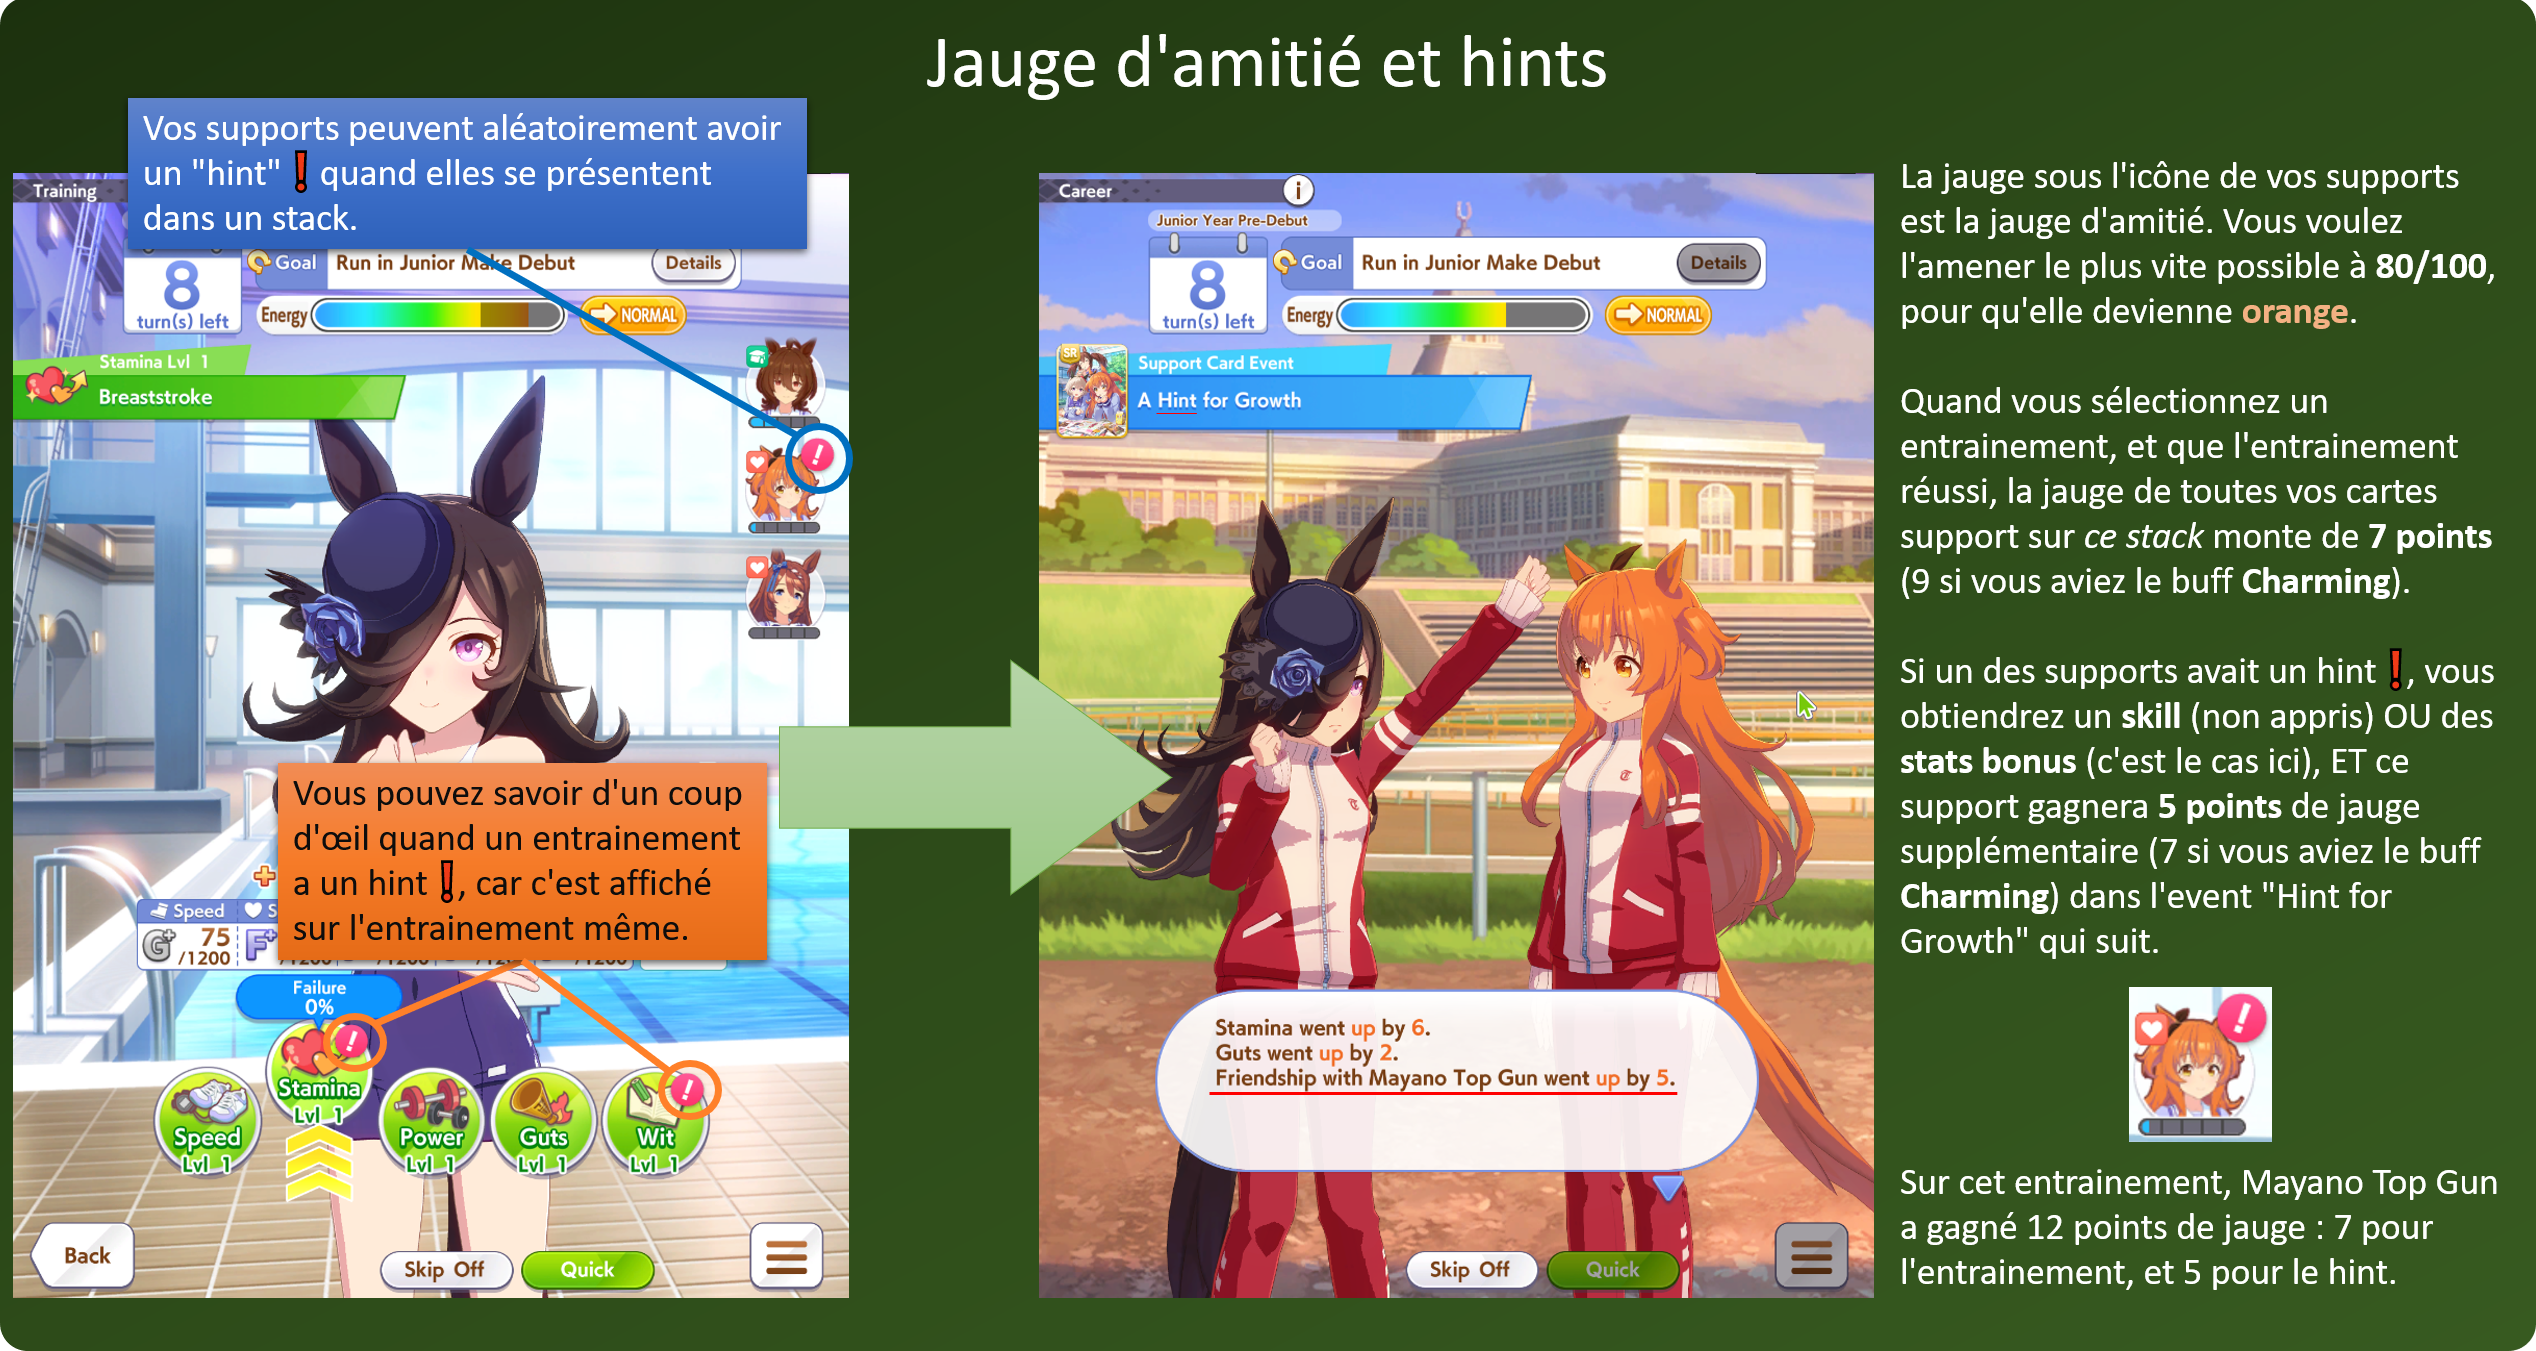 Jauge d'amitié et hints
Vos supports peuvent aléatoirement avoir
un "hint"❗quand elles se présentent
dans un stack.
Training
8
turn(s) left
Goal
Run in Junior Make Debut
Details
Energy
NORMAL
Stamina Lvl 1
Breaststroke
Vous pouvez savoir d'un coup
d'œil quand un entrainement
a un hint❗, car c'est affiché
sur l'entrainement même.
Speed
S
G+
75
/1200
F+
Failure
0%
Stamina
Lvl 1
Speed
Lvl 1
Power
Lvl 1
Guts
Lvl 1
Wit
Lvl 1
Back
Skip Off
Quick
Career
i
Junior Year Pre-Debut
8
turn(s) left
Goal
Run in Junior Make Debut
Details
Energy
NORMAL
SR
Support Card Event
A Hint for Growth
Stamina went up by 6.
Guts went up by 2.
Friendship with Mayano Top Gun went up by 5.
Skip Off
Quick
La jauge sous l'icône de vos supports
est la jauge d'amitié. Vous voulez
l'amener le plus vite possible à 80/100,
pour qu'elle devienne orange.
Quand vous sélectionnez un
entrainement, et que l'entrainement
réussi, la jauge de toutes vos cartes
support sur ce stack monte de 7 points
(9 si vous aviez le buff Charming).
Si un des supports avait un hint❗, vous
obtiendrez un skill (non appris) OU des
stats bonus (c'est le cas ici), ET ce
support gagnera 5 points de jauge
supplémentaire (7 si vous aviez le buff
Charming) dans l'event "Hint for
Growth" qui suit.
Sur cet entrainement, Mayano Top Gun
a gagné 12 points de jauge : 7 pour
l'entrainement, et 5 pour le hint.